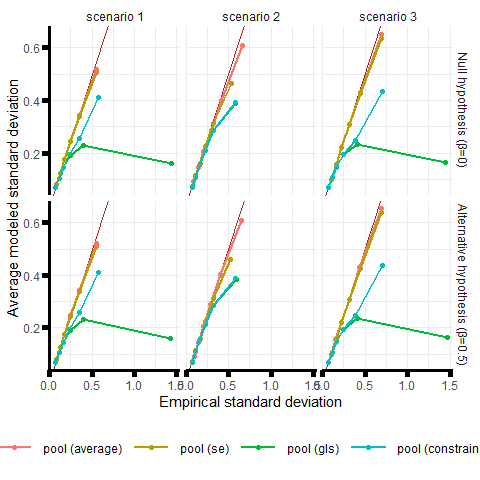 scenario 1 scenario 2 scenario 3
Average modeled standard deviation
0.6
0.4
0.2
Null hypothesis (β=0)
0.6
0.4
0.2
Alternative hypothesis (β=0.5)
0.0 0.5 1.0 1.5 0.0 0.5 1.0 1.5 0.0 0.5 1.0 1.5
Empirical standard deviation
pool (average) pool (se) pool (gls) pool (constrain